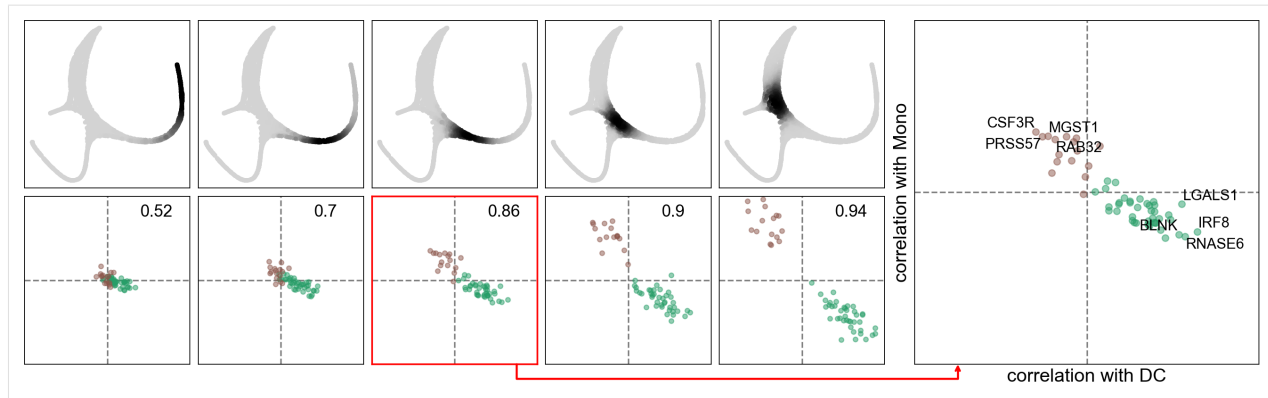 0.52
0.7
0.86
0.9
0.94
correlation with Mono
CSF3R
MGST1
PRSS57
RAB32
LGALS1
BLNK
IRF8
RNASE6
correlation with DC